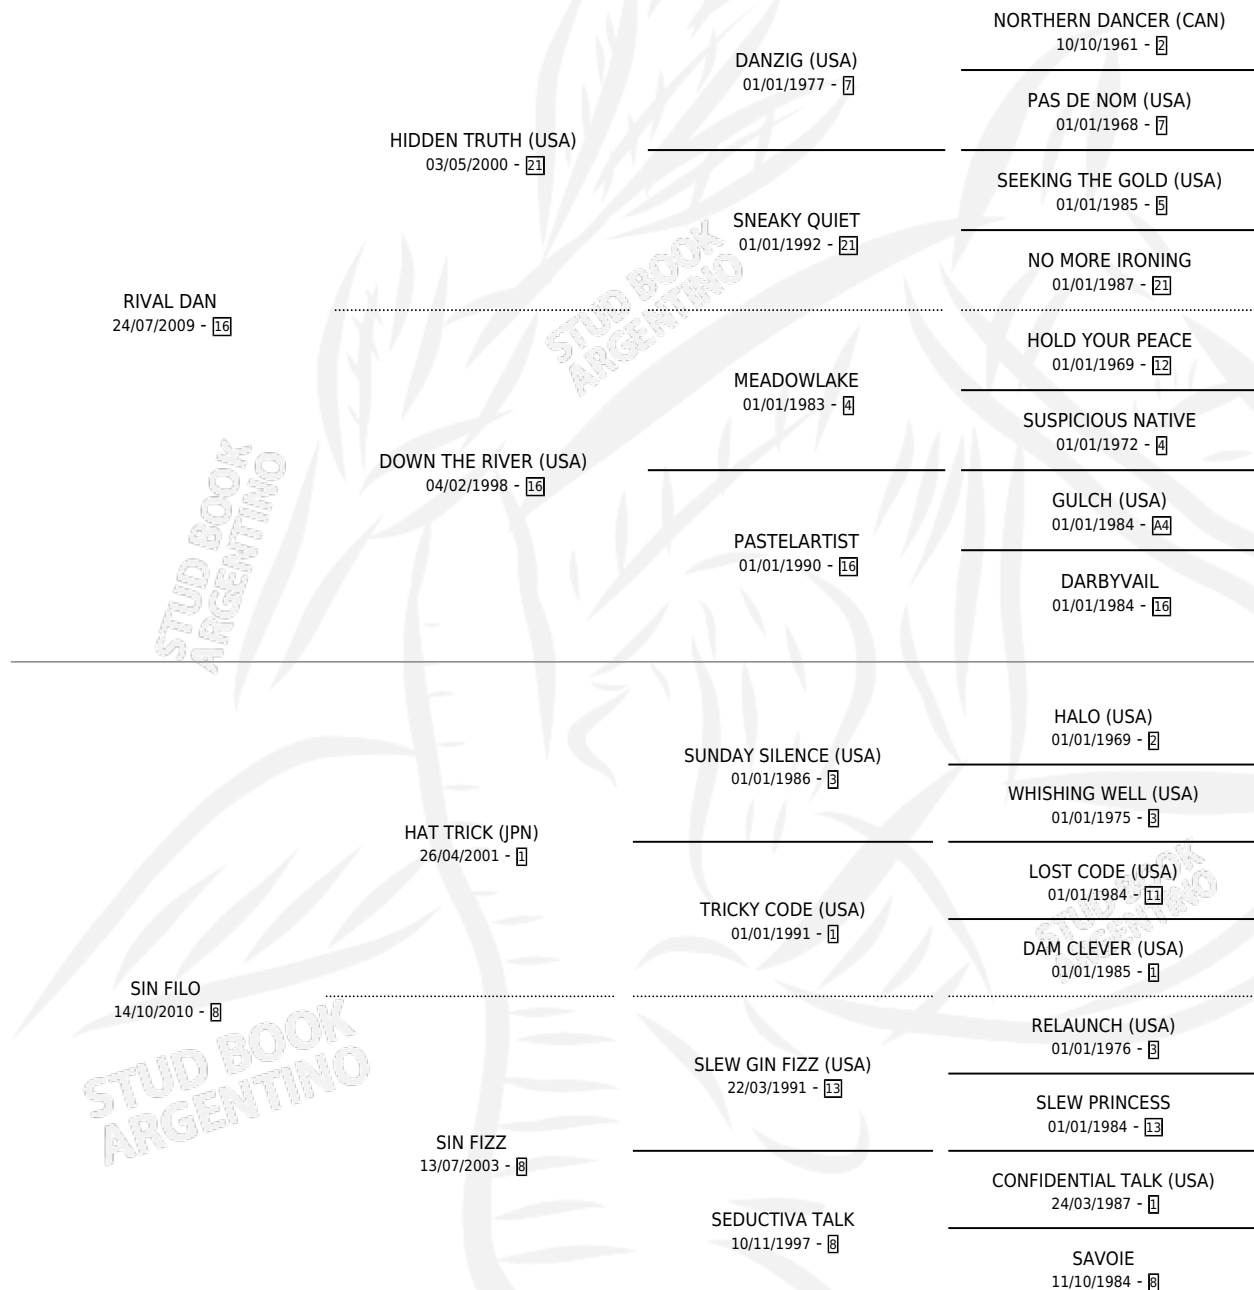 NORTHERN DANCER (CAN)
10/10/1961 - 2
DANZIG (USA)
01/01/1977 - 7
PAS DE NOM (USA)
01/01/1968 - 7
HIDDEN TRUTH (USA)
03/05/2000 - 21
SEEKING THE GOLD (USA)
01/01/1985 - 5
SNEAKY QUIET
01/01/1992 - 21
NO MORE IRONING
01/01/1987 - 21
RIVAL DAN
24/07/2009 - 16
HOLD YOUR PEACE
01/01/1969 - 12
MEADOWLAKE
01/01/1983 - 4
SUSPICIOUS NATIVE
01/01/1972 - 4
DOWN THE RIVER (USA)
04/02/1998 - 16
GULCH (USA)
01/01/1984 - A4
PASTELARTIST
01/01/1990 - 16
DARBYVAIL
01/01/1984 - 16
STUD BOOK
ARGENTINO
STUD BOOK
ARGENTINO
HALO (USA)
01/01/1969 - 2
SUNDAY SILENCE (USA)
01/01/1986 - 3
WHISHING WELL (USA)
01/01/1975 - 3
HAT TRICK (JPN)
26/04/2001 - 1
LOST CODE (USA)
01/01/1984 - 11
TRICKY CODE (USA)
01/01/1991 - 1
DAM CLEVER (USA)
01/01/1985 - 1
SIN FILO
14/10/2010 - 8
RELAUNCH (USA)
01/01/1976 - 3
SLEW GIN FIZZ (USA)
22/03/1991 - 13
SLEW PRINCESS
01/01/1984 - 13
SIN FIZZ
13/07/2003 - 8
CONFIDENTIAL TALK (USA)
24/03/1987 - 1
SEDUCTIVA TALK
10/11/1997 - 8
SAVOIE
11/10/1984 - 8
STUD BOOK
ARGENTINO
STUD BOOK
ARGENTINO